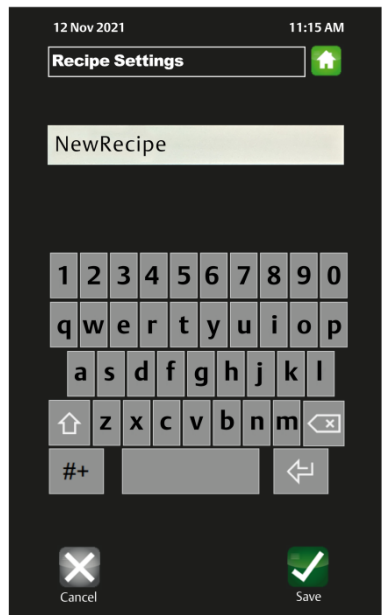 12 Nov 2021 11:15 AM
Recipe Settings
NewRecipe
1 2 3 4 5 6 7 8 9 0
q w e r t y u i o p
a s d f g h j k l
z x c v b n m
#+
Cancel Save